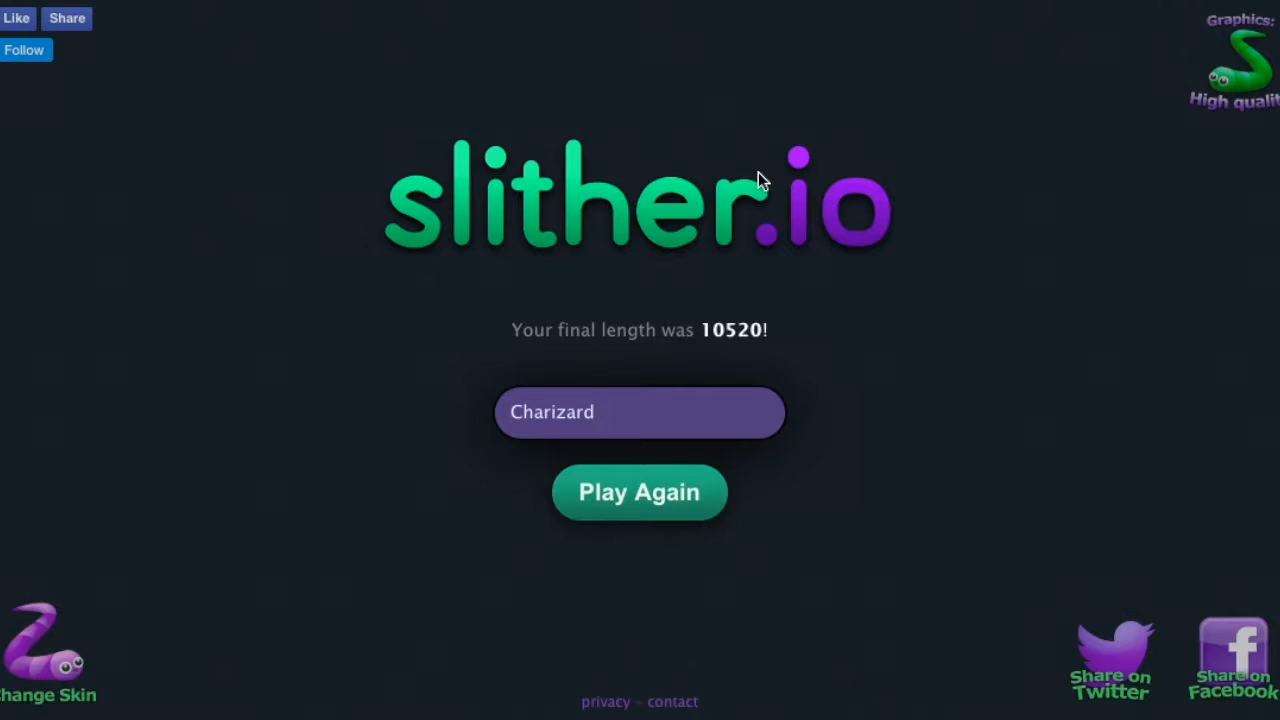 Like Share
Follow
Graphics:
High qualit
slither.io
Your final length was 10520!
Charizard
Play Again
hange Skin
Share on
Twitter
Share on
Facebook
privacy - contact